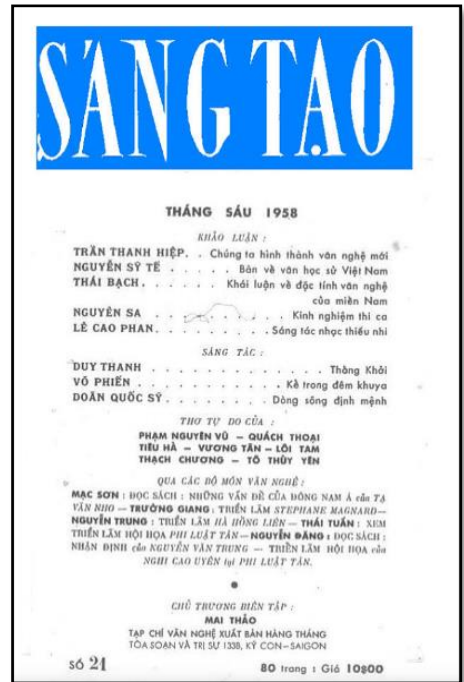 SÁNG TẠO
THÁNG SÁU 1958
KHẢO LUẬN :
TRẦN THANH HIỆP. . Chúng ta hình thành văn nghệ mới
NGUYỄN SỸ TẾ . . . . . Bàn về văn học sử Việt Nam
THÁI BẠCH. . . . . . . Khái luận về đặc tính văn nghệ
của miền Nam
NGUYÊN SA . . . . . . . . Kinh nghiệm thi ca
LÊ CAO PHAN. . . . . . . . Sáng tác nhạc thiếu nhi
SÁNG TÁC :
DUY THANH . . . . . . . . . . . . Thằng Khởi
VÕ PHIẾN . . . . . . . . . . Kẻ trong đêm khuya
DOÃN QUỐC SỸ . . . . . . . . Dòng sông định mệnh
THƠ TỰ DO CỦA :
PHẠM NGUYÊN VŨ — QUÁCH THOẠI
TIỂU HÀ — VƯƠNG TÂN — LÔI TAM
THẠCH CHƯƠNG — TÔ THÙY YÊN
QUA CÁC BỘ MÔN VĂN NGHỆ :
MẠC SƠN : ĐỌC SÁCH : NHỮNG VẤN ĐỀ CỦA ĐÔNG NAM Á của TẠ
VĂN NHO — TRƯỜNG GIANG : TRIỂN LÃM STEPHANE MAGNARD—
NGUYỄN TRUNG : TRIỂN LÃM HÀ HỒNG LIÊN — THÁI TUẤN : XEM
TRIỂN LÃM HỘI HỌA PHI LUẬT TÂN — NGUYÊN ĐĂNG : ĐỌC SÁCH :
NHẬN ĐỊNH của NGUYỄN VĂN TRUNG — TRIỂN LÃM HỘI HỌA của
NGHI CAO UYÊN tại PHI LUẬT TÂN.
CHỦ TRƯƠNG BIÊN TẬP :
MAI THẢO
TẠP CHÍ VĂN NGHỆ XUẤT BẢN HÀNG THÁNG
TÒA SOẠN VÀ TRỊ SỰ 133B, KỲ CON—SAIGON
SỐ 21
80 trang : Giá 10$00